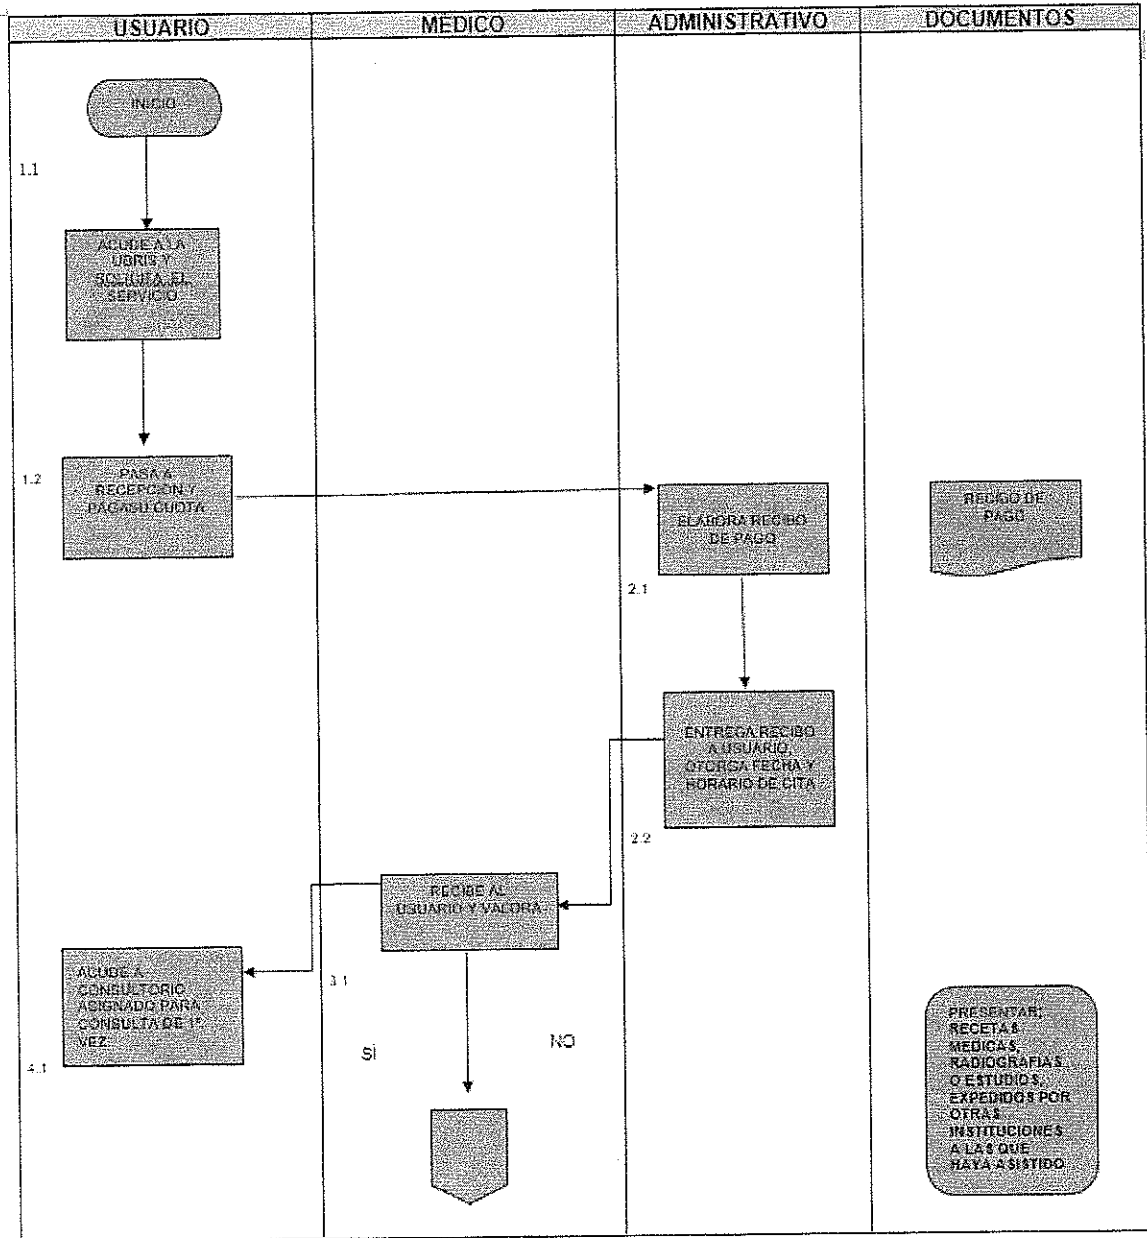 USUARIO
MEDICO
ADMINISTRATIVO
DOCUMENTOS
INICIO
1.1
ACUDE A LA
UBRIS Y
SOLICITA EL
SERVICIO
1.2
PASA A
RECEPCIÓN Y
PAGA SU CUOTA
ELABORA RECIBO
DE PAGO
RECIBO DE
PAGO
2.1
ENTREGA RECIBO
A USUARIO,
OTORGA FECHA Y
HORARIO DE CITA
2.2
RECIBE AL
USUARIO Y VALORA
3.1
ACUDE A
CONSULTORIO
ASIGNADO PARA
CONSULTA DE 1ª
VEZ
4.1
SÍ
NO
PRESENTAR;
RECETAS
MEDICAS,
RADIOGRAFIAS
O ESTUDIOS,
EXPEDIDOS POR
OTRAS
INSTITUCIONES
A LAS QUE
HAYA ASISTIDO